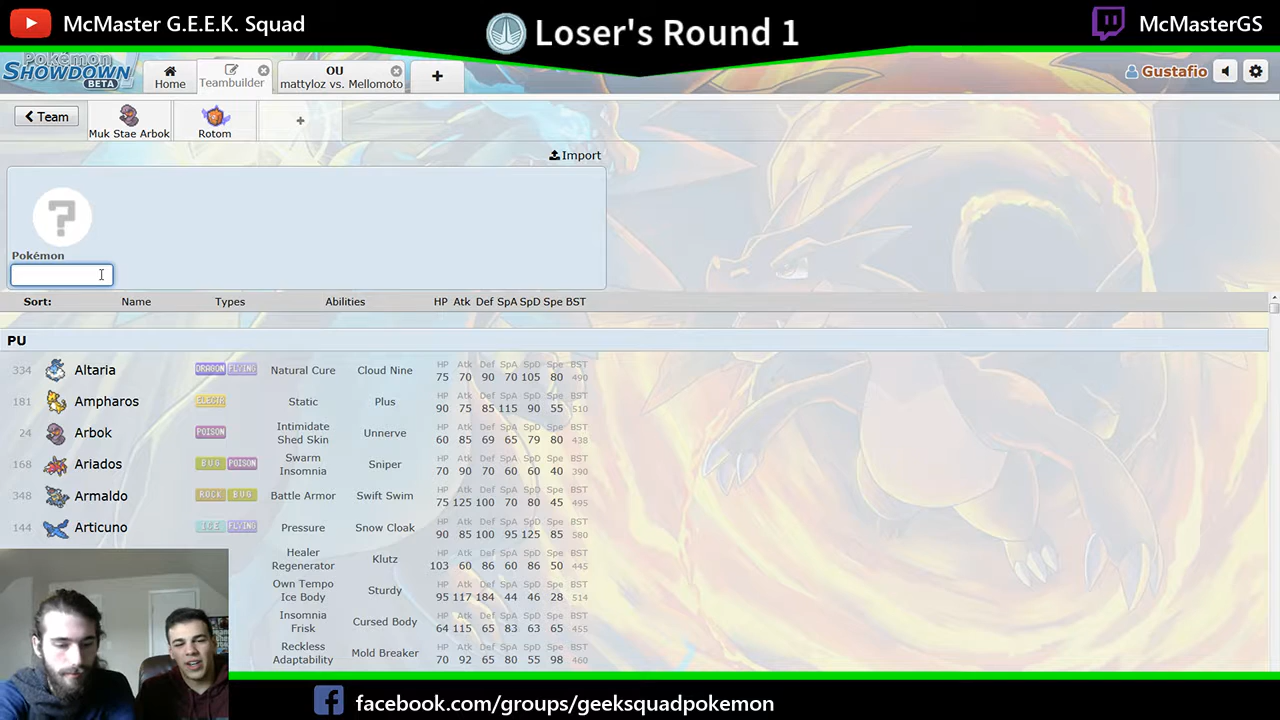 McMaster G.E.E.K. Squad
Loser's Round 1
McMasterGS
Pokémon
SHOWDOWN
BETA
Home
Teambuilder
OU
mattyloz vs. Mellomoto
+
Gustafio
< Team
Muk Stae Arbok
Rotom
+
Import
?
Pokémon
Sort: Name Types Abilities HP Atk Def SpA SpD Spe BST
PU
334 Altaria DRAGON FLYING Natural Cure Cloud Nine HP 75 Atk 70 Def 90 SpA 70 SpD 105 Spe 80 BST 490
181 Ampharos ELECTR Static Plus HP 90 Atk 75 Def 85 SpA 115 SpD 90 Spe 55 BST 510
24 Arbok POISON Intimidate Shed Skin Unnerve HP 60 Atk 85 Def 69 SpA 65 SpD 79 Spe 80 BST 438
168 Ariados BUG POISON Swarm Insomnia Sniper HP 70 Atk 90 Def 70 SpA 60 SpD 60 Spe 40 BST 390
348 Armaldo ROCK BUG Battle Armor Swift Swim HP 75 Atk 125 Def 100 SpA 70 SpD 80 Spe 45 BST 495
144 Articuno ICE FLYING Pressure Snow Cloak HP 90 Atk 85 Def 100 SpA 95 SpD 125 Spe 85 BST 580
Healer Regenerator Klutz HP 103 Atk 60 Def 86 SpA 60 SpD 86 Spe 50 BST 445
Own Tempo Ice Body Sturdy HP 95 Atk 117 Def 184 SpA 44 SpD 46 Spe 28 BST 514
Insomnia Frisk Cursed Body HP 64 Atk 115 Def 65 SpA 83 SpD 63 Spe 65 BST 455
Reckless Adaptability Mold Breaker HP 70 Atk 92 Def 65 SpA 80 SpD 55 Spe 98 BST 460
facebook.com/groups/geeksquadpokemon